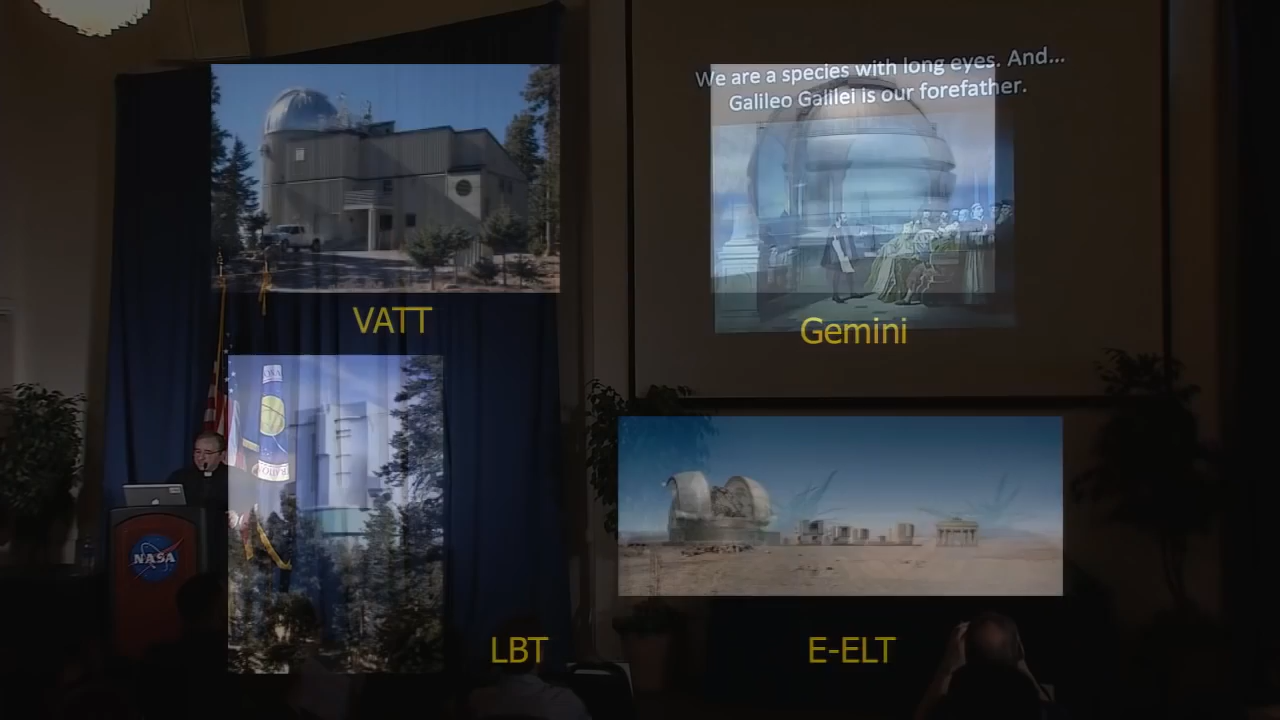 We are a species with long eyes. And...
Galileo Galilei is our forefather.
VATT
Gemini
NASA
LBT
E-ELT